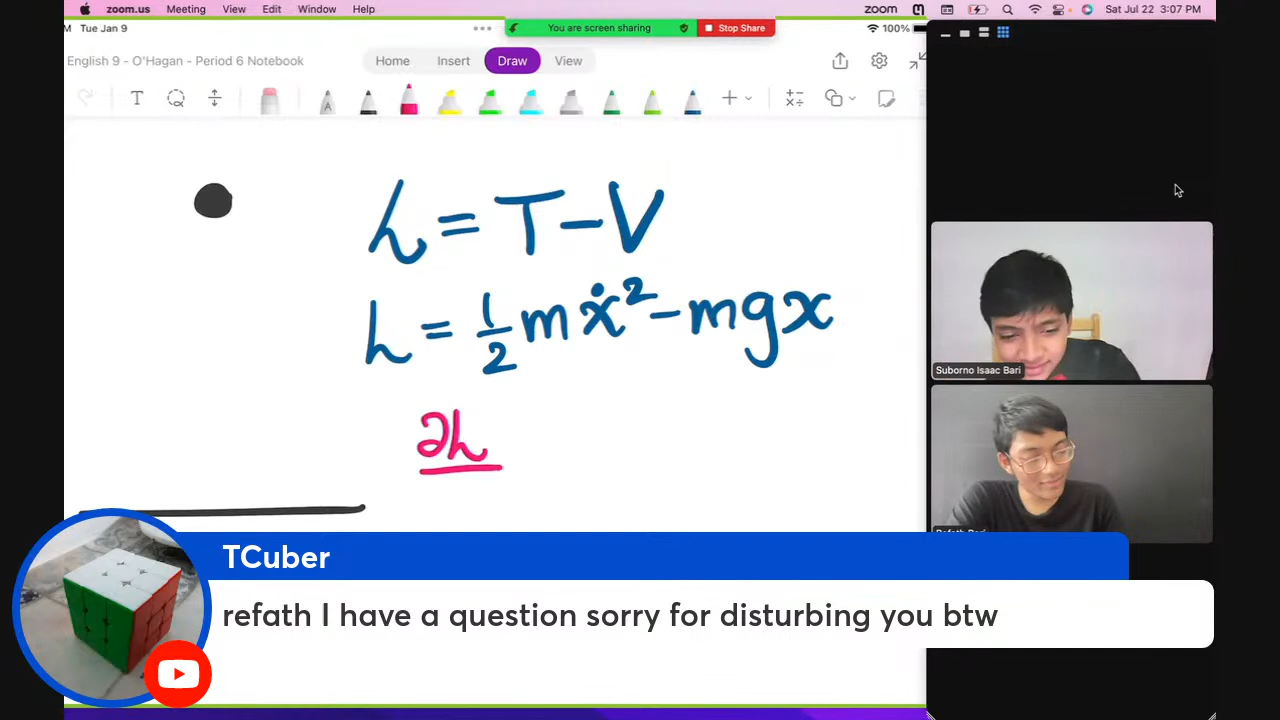 zoom.us Meeting View Edit Window Help zoom Sat Jul 22 3:07 PM
M Tue Jan 9 You are screen sharing Stop Share 100%
English 9 - O'Hagan - Period 6 Notebook Home Insert Draw View
T A
L = T - V
L = 1/2 mẋ² - mgx
∂L
Suborno Isaac Bari
TCuber
refath I have a question sorry for disturbing you btw